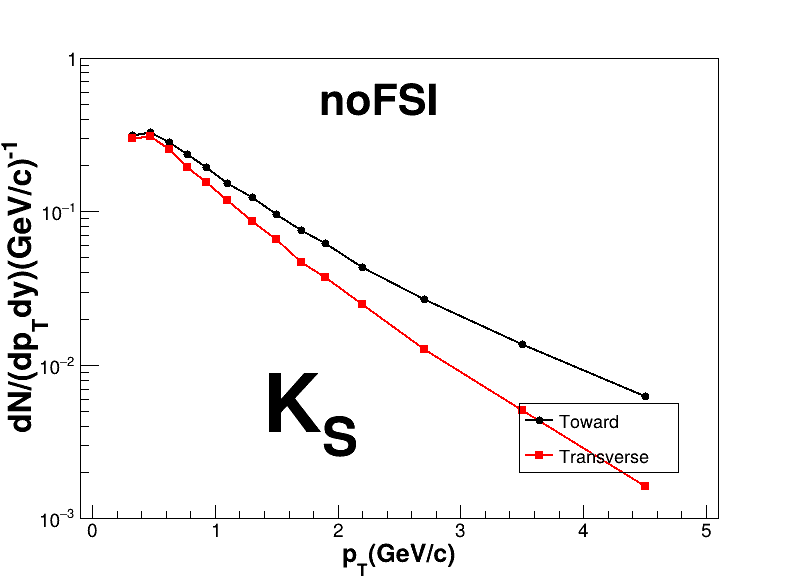 noFSI
K_S
dN/(dp_T dy)(GeV/c)^-1
1
10^−1
10^−2
10^−3
0 1 2 3 4 5
p_T(GeV/c)
Toward
Transverse